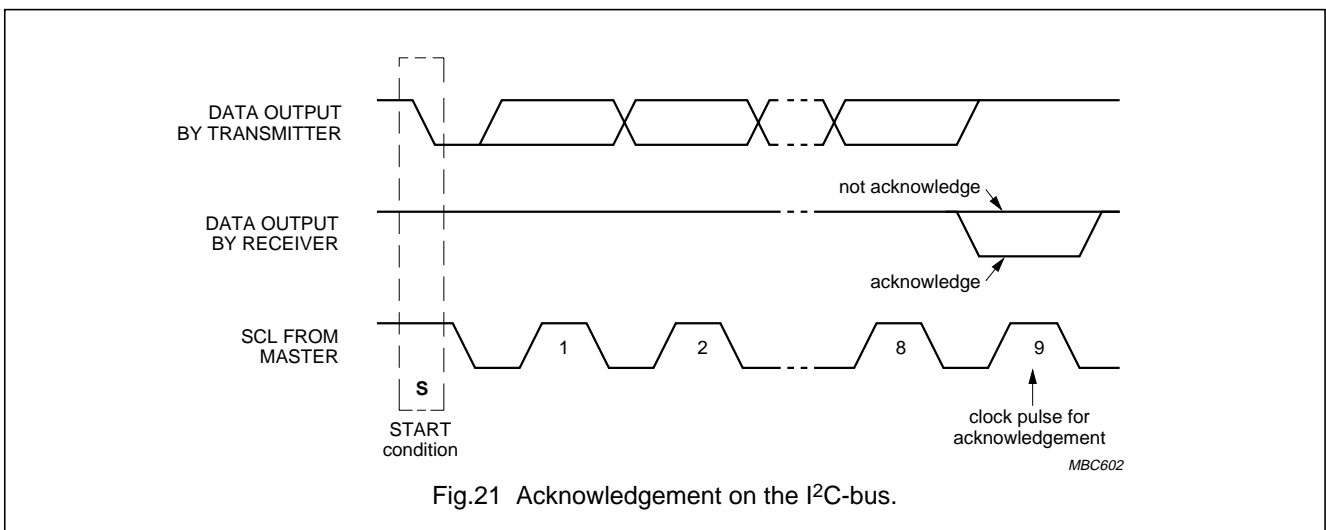 DATA OUTPUT
BY TRANSMITTER
not acknowledge
DATA OUTPUT
BY RECEIVER
acknowledge
SCL FROM
MASTER
1
2
8
9
S
START
condition
clock pulse for
acknowledgement
MBC602
Fig.21 Acknowledgement on the I²C-bus.